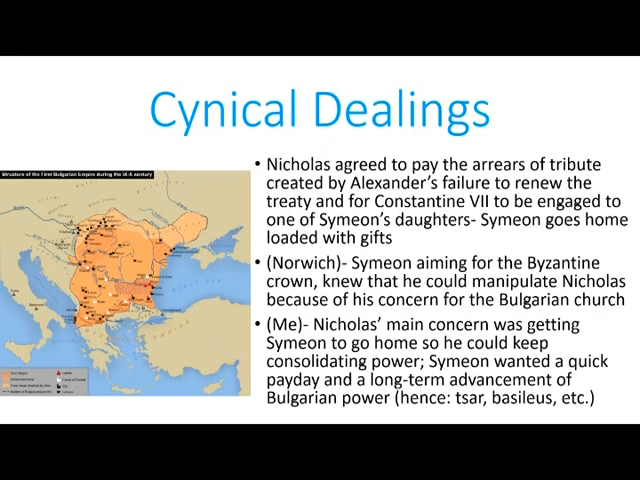 Cynical Dealings
Structure of the First Bulgarian Empire during the IX-X century
• Nicholas agreed to pay the arrears of tribute
created by Alexander's failure to renew the
treaty and for Constantine VII to be engaged to
one of Symeon's daughters- Symeon goes home
loaded with gifts
• (Norwich)- Symeon aiming for the Byzantine
crown, knew that he could manipulate Nicholas
because of his concern for the Bulgarian church
• (Me)- Nicholas' main concern was getting
Symeon to go home so he could keep
consolidating power; Symeon wanted a quick
payday and a long-term advancement of
Bulgarian power (hence: tsar, basileus, etc.)